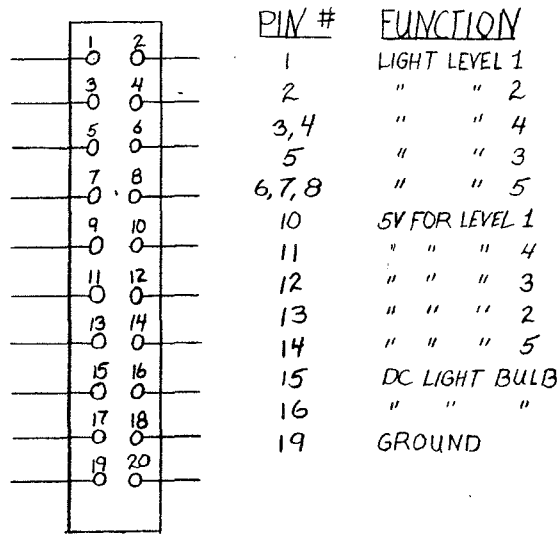 PIN # FUNCTION
1 2
3 4
5 6
7 8
9 10
11 12
13 14
15 16
17 18
19 20
1 LIGHT LEVEL 1
2 " " 2
3,4 " " 4
5 " " 3
6,7,8 " " 5
10 5V FOR LEVEL 1
11 " " " 4
12 " " " 3
13 " " " 2
14 " " " 5
15 DC LIGHT BULB
16 " " "
19 GROUND